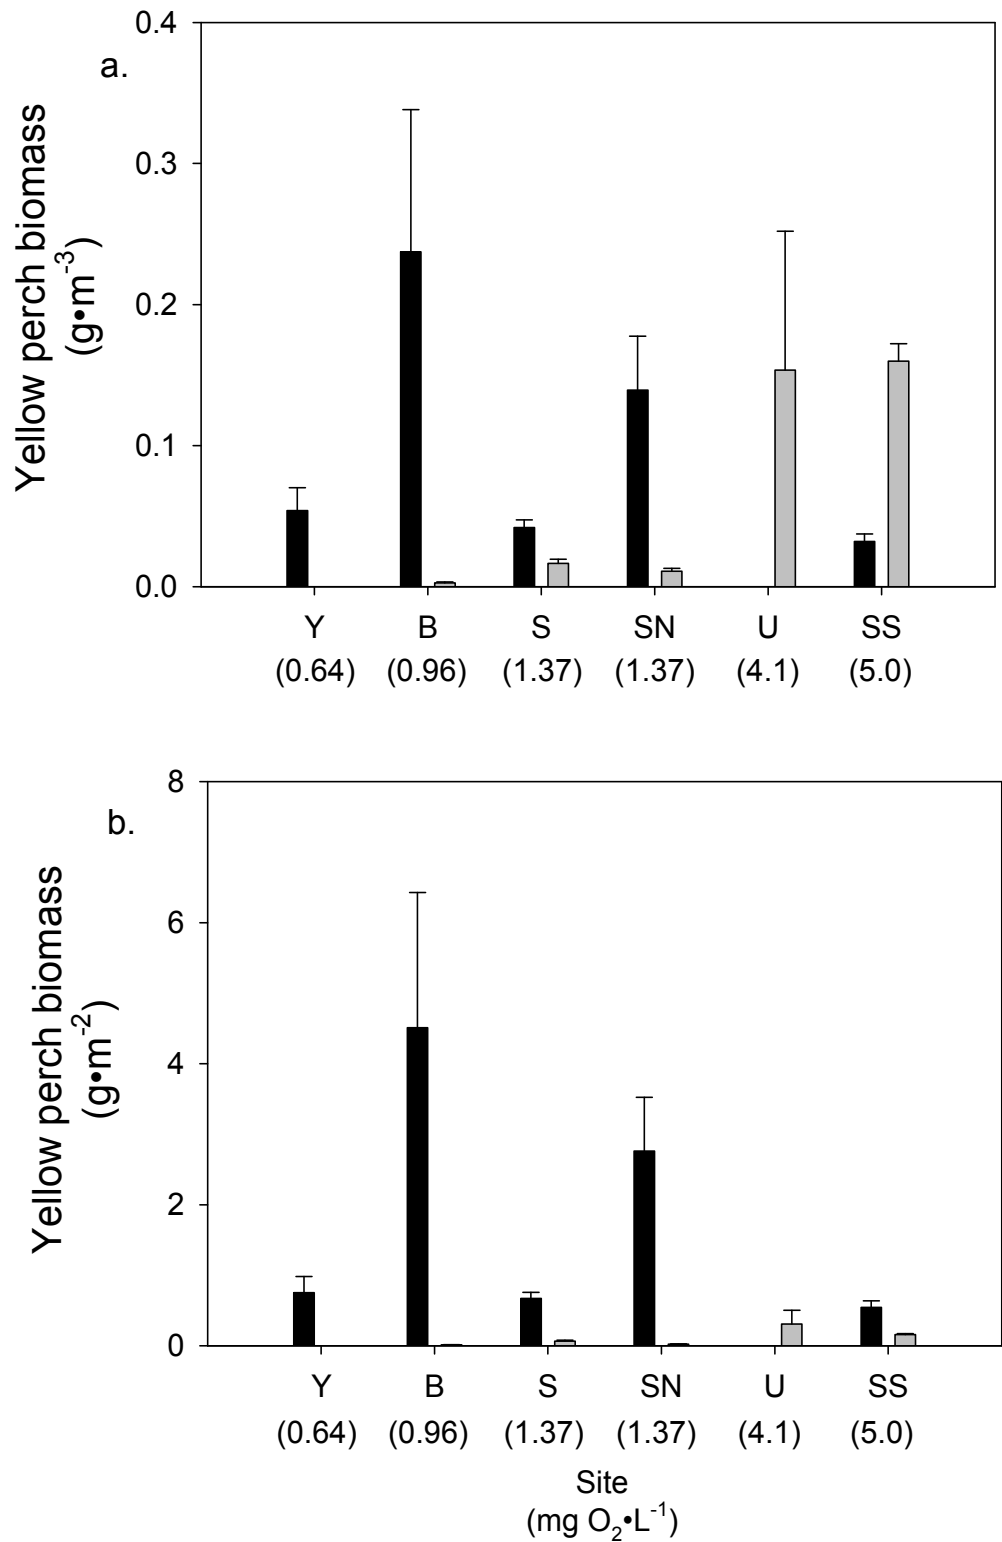 a.
Yellow perch biomass
(g•m⁻³)
0.4
0.3
0.2
0.1
0.0
Y B S SN U SS
(0.64) (0.96) (1.37) (1.37) (4.1) (5.0)
b.
Yellow perch biomass
(g•m⁻²)
8
6
4
2
0
Y B S SN U SS
(0.64) (0.96) (1.37) (1.37) (4.1) (5.0)
Site
(mg O₂•L⁻¹)